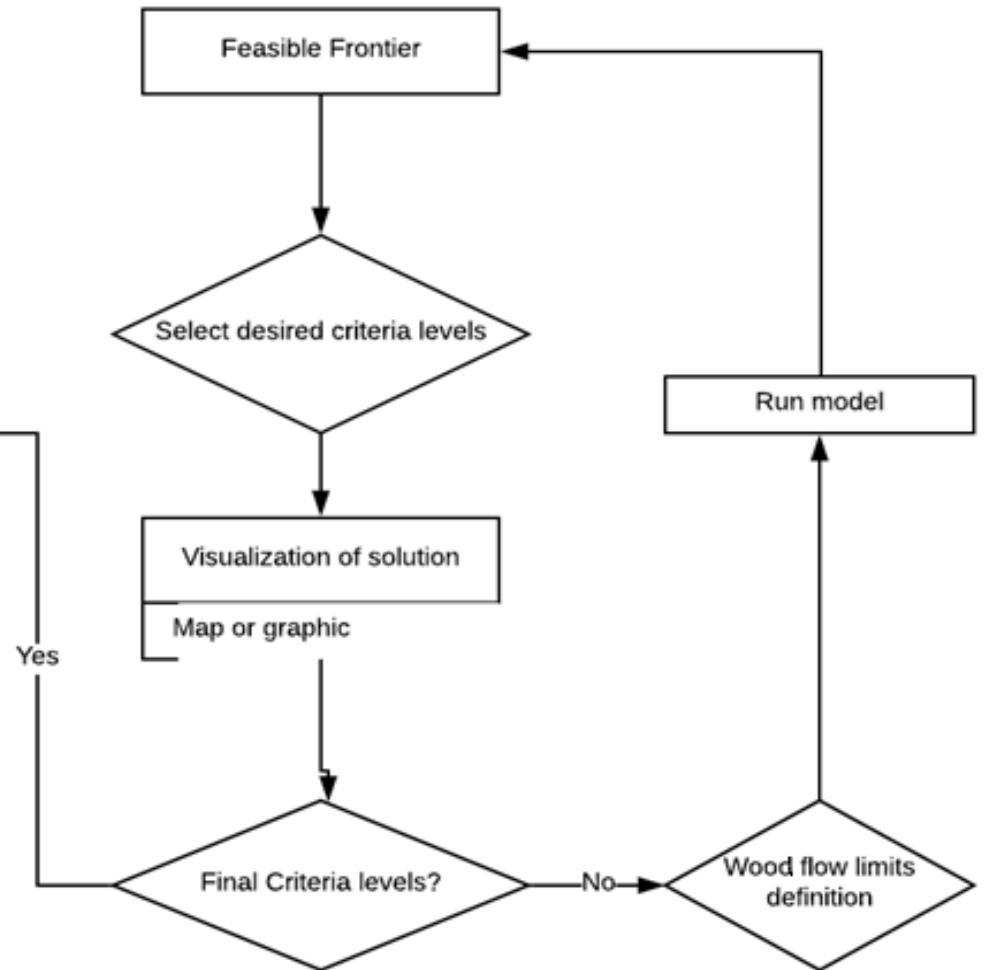 Feasible Frontier
Select desired criteria levels
Run model
Visualization of solution
Map or graphic
Yes
Final Criteria levels?
No
Wood flow limits
definition